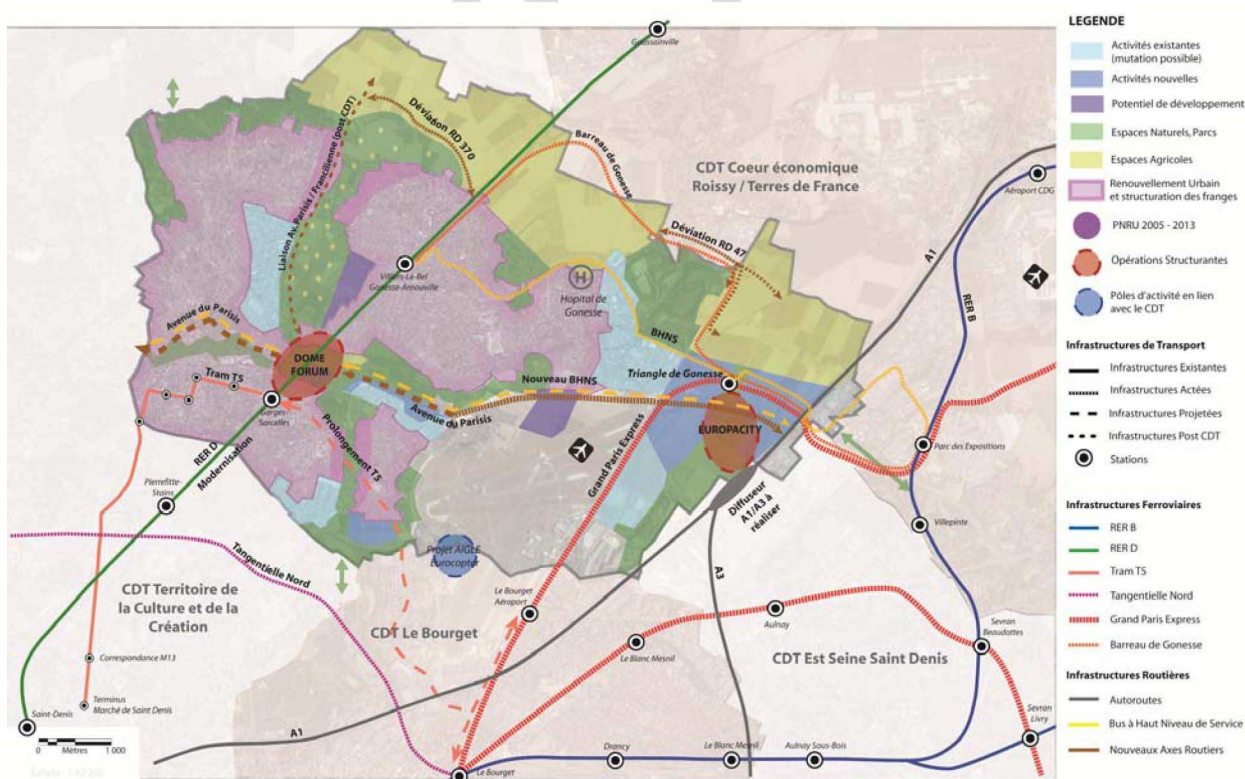 Goussainville
Déviation RD 370
Liaison Av. Parisis / Francilienne (post CDT)
Barreau de Gonesse
CDT Coeur économique
Roissy / Terres de France
Aéroport CDG
A1
Déviation RD 47
RER B
Villiers-Le-Bel
Gonesse-Arnouville
H
Hopital de
Gonesse
BHNS
Avenue du Parisis
DOME
FORUM
Tram T5
Nouveau BHNS
Triangle de Gonesse
Garges-
Sarcelles
Avenue du Parisis
EUROPACITY
Grand Paris Express
Parc des Expositions
RER D
Modernisation
Prolongement T5
Pierrefitte-
Stains
Diffuseur
A1/A3 à
réaliser
Villepinte
Tangentielle Nord
Projet AIGLE
Eurocopter
CDT Territoire de
la Culture et de la
Création
Le Bourget
Aéroport
A3
Aulnay
CDT Le Bourget
Le Blanc Mesnil
Sevran
Beaudottes
CDT Est Seine Saint Denis
Correspondance M13
Terminus
Marché de Saint Denis
Saint-Denis
0 Mètres 1 000
A1
Le Bourget
Drancy
Le Blanc Mesnil
Aulnay Sous-Bois
Sevran
Livry
LEGENDE
Activités existantes
(mutation possible)
Activités nouvelles
Potentiel de développement
Espaces Naturels, Parcs
Espaces Agricoles
Renouvellement Urbain
et structuration des franges
PNRU 2005 - 2013
Opérations Structurantes
Pôles d'activité en lien
avec le CDT
Infrastructures de Transport
Infrastructures Existantes
Infrastructures Actées
Infrastructures Projetées
Infrastructures Post CDT
Stations
Infrastructures Ferroviaires
RER B
RER D
Tram T5
Tangentielle Nord
Grand Paris Express
Barreau de Gonesse
Infrastructures Routières
Autoroutes
Bus à Haut Niveau de Service
Nouveaux Axes Routiers